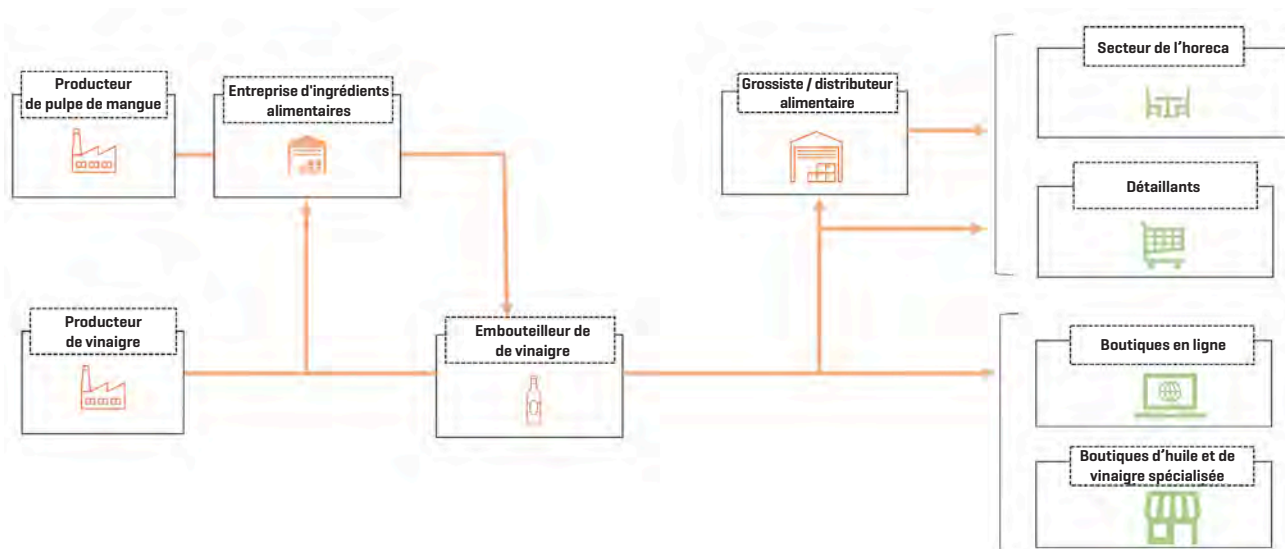 Producteur
de pulpe de mangue
Entreprise d'ingrédients
alimentaires
Grossiste / distributeur
alimentaire
Secteur de l'horeca
Détaillants
Producteur
de vinaigre
Embouteilleur de
de vinaigre
Boutiques en ligne
Boutiques d'huile et de
vinaigre spécialisée